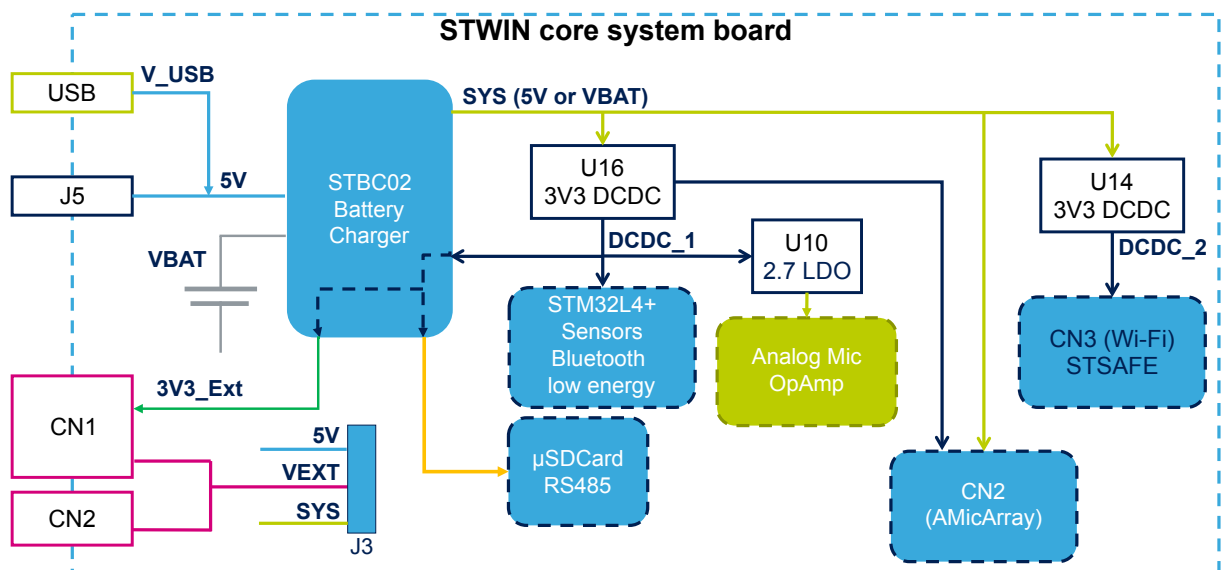 STWIN core system board
USB
V_USB
J5
5V
VBAT
STBC02
Battery
Charger
SYS (5V or VBAT)
U16
3V3 DCDC
U14
3V3 DCDC
DCDC_1
U10
2.7 LDO
DCDC_2
STM32L4+
Sensors
Bluetooth
low energy
Analog Mic
OpAmp
CN3 (Wi-Fi)
STSAFE
3V3_Ext
CN1
CN2
5V
VEXT
SYS
J3
µSDCard
RS485
CN2
(AMicArray)